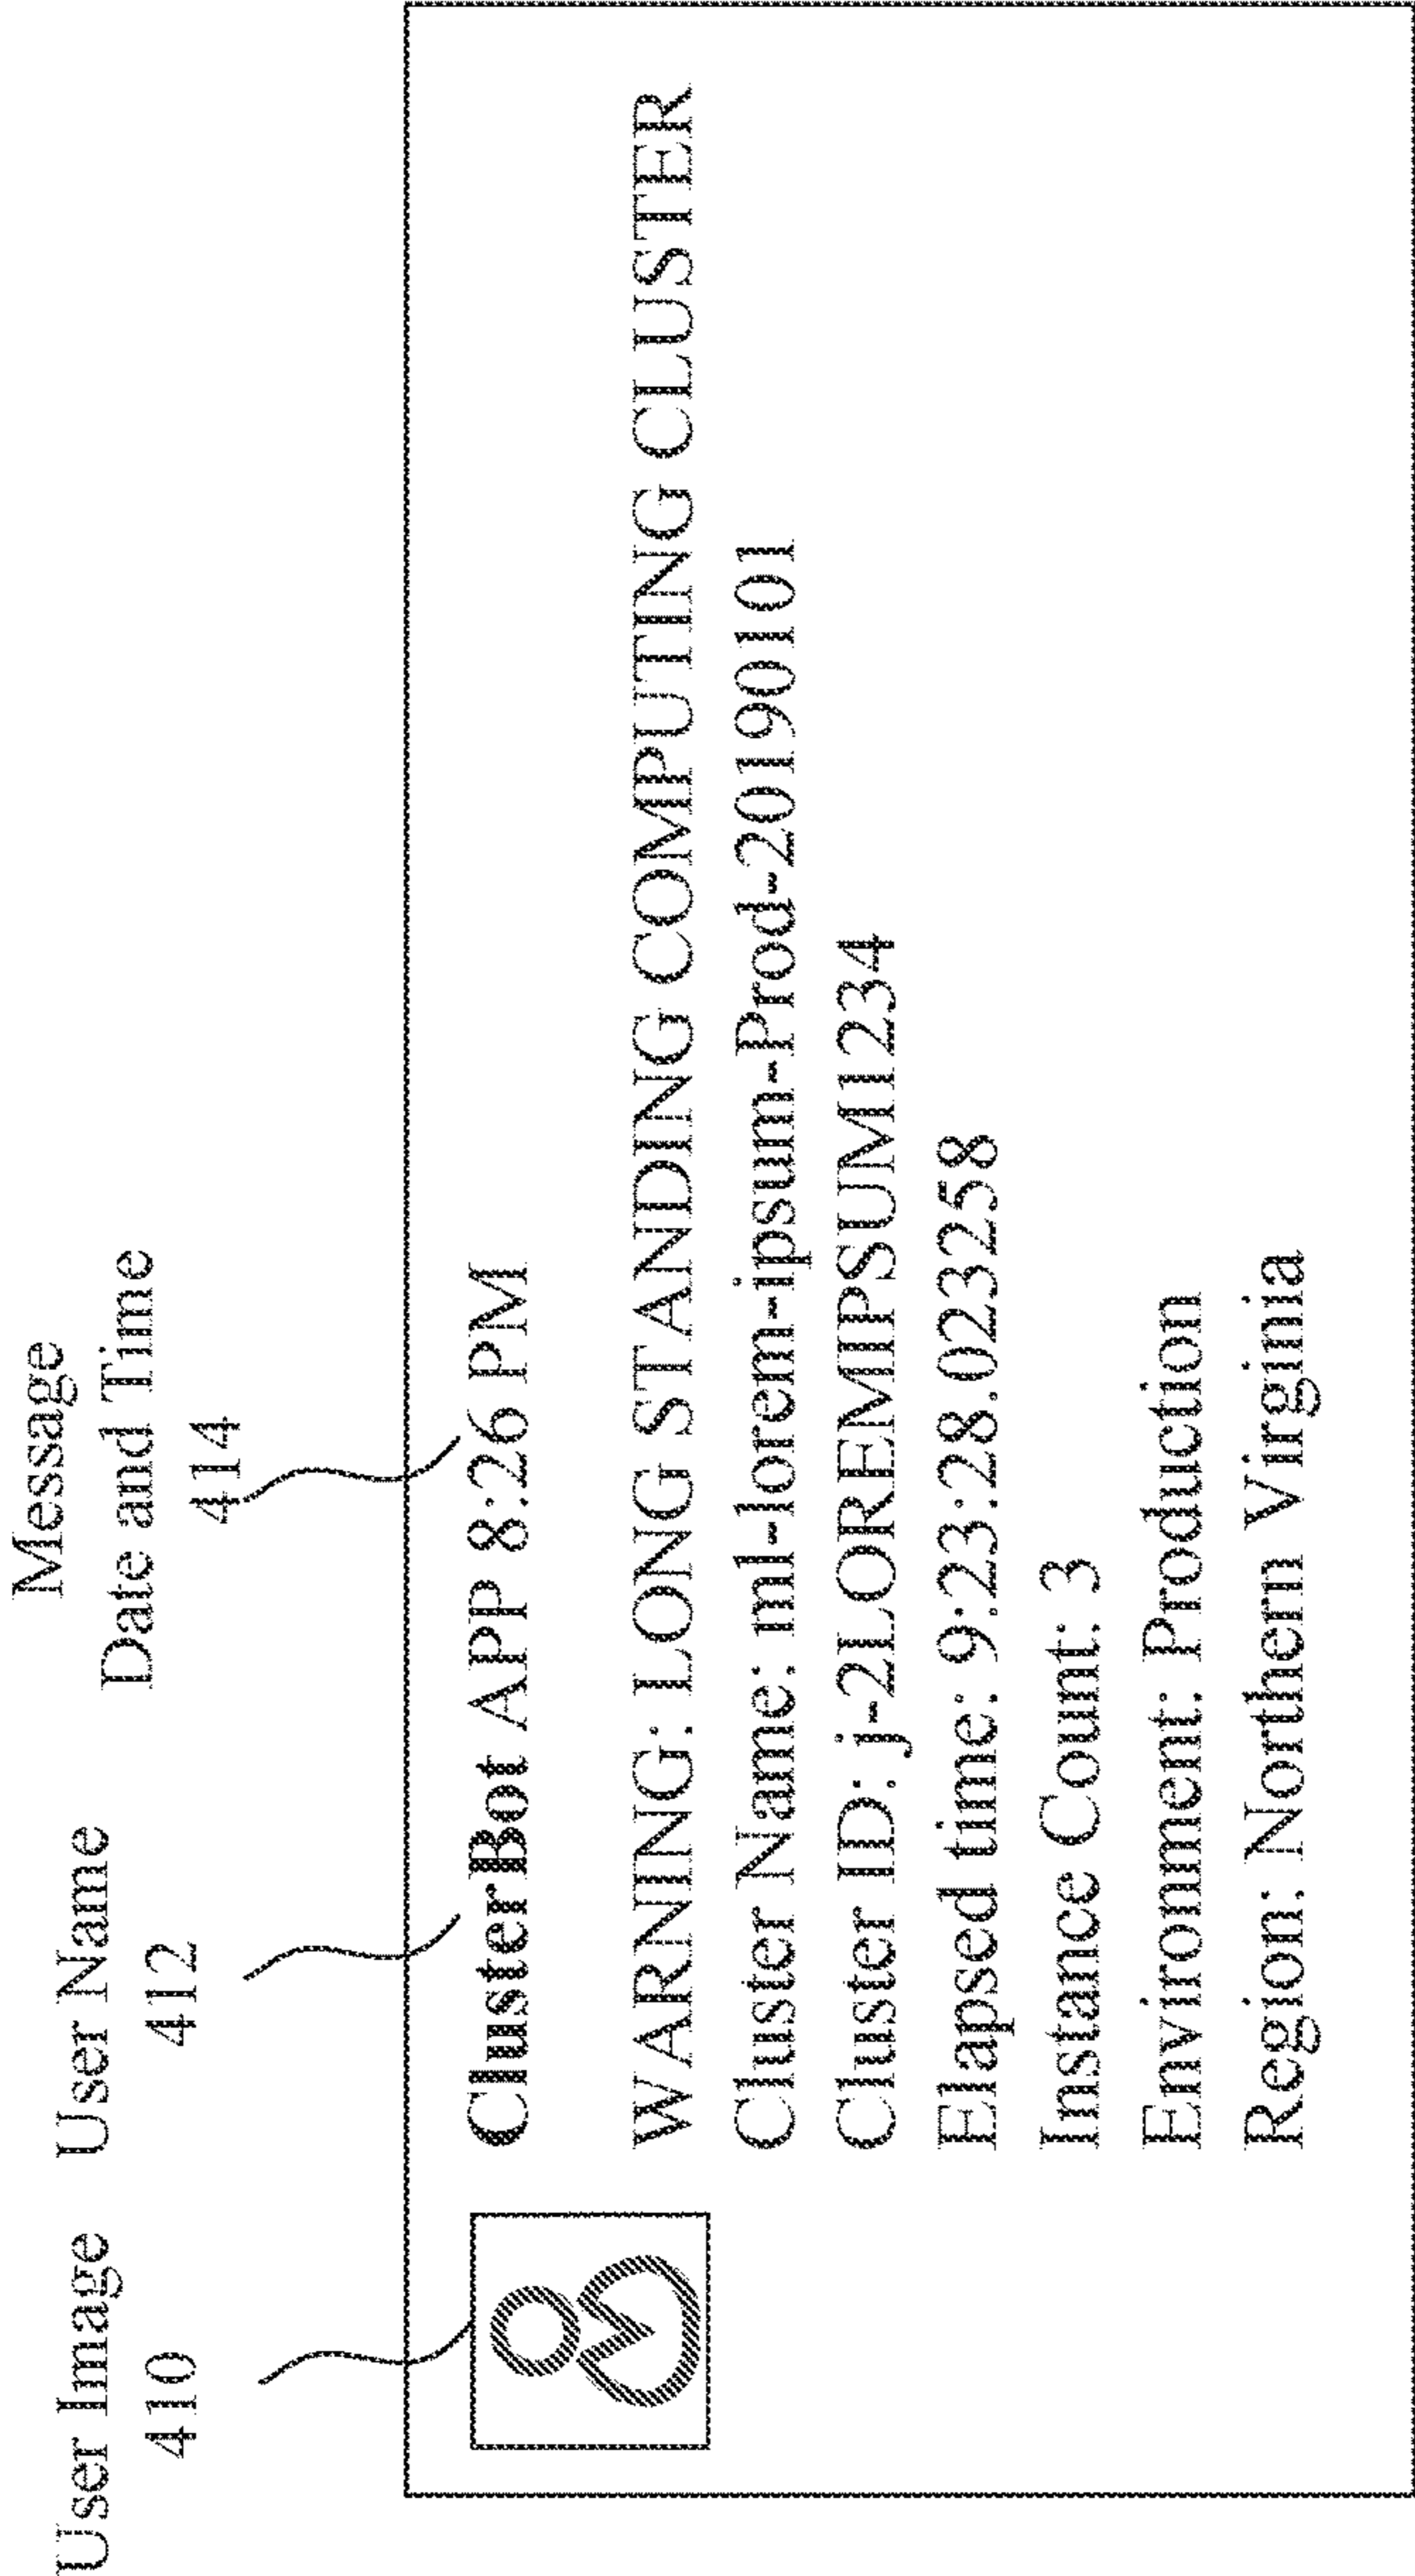 User Image
410
User Name
412
Message
Date and Time
414
ClusterBot APP 8:26 PM
WARNING: LONG STANDING COMPUTING CLUSTER
Cluster Name: ml-lorem-ipsum-Prod-20190101
Cluster ID: j-2LOREMIPSUM1234
Elapsed time: 9:23:28.023258
Instance Count: 3
Environment: Production
Region: Northern Virginia